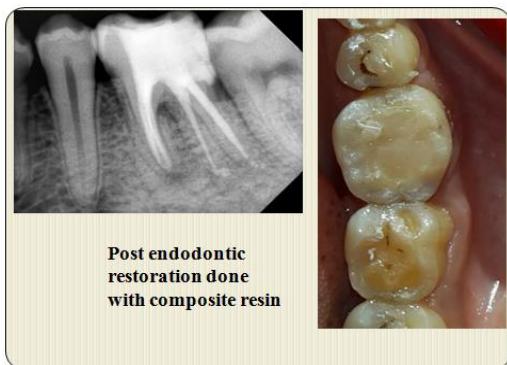 Post endodontic
restoration done
with composite resin